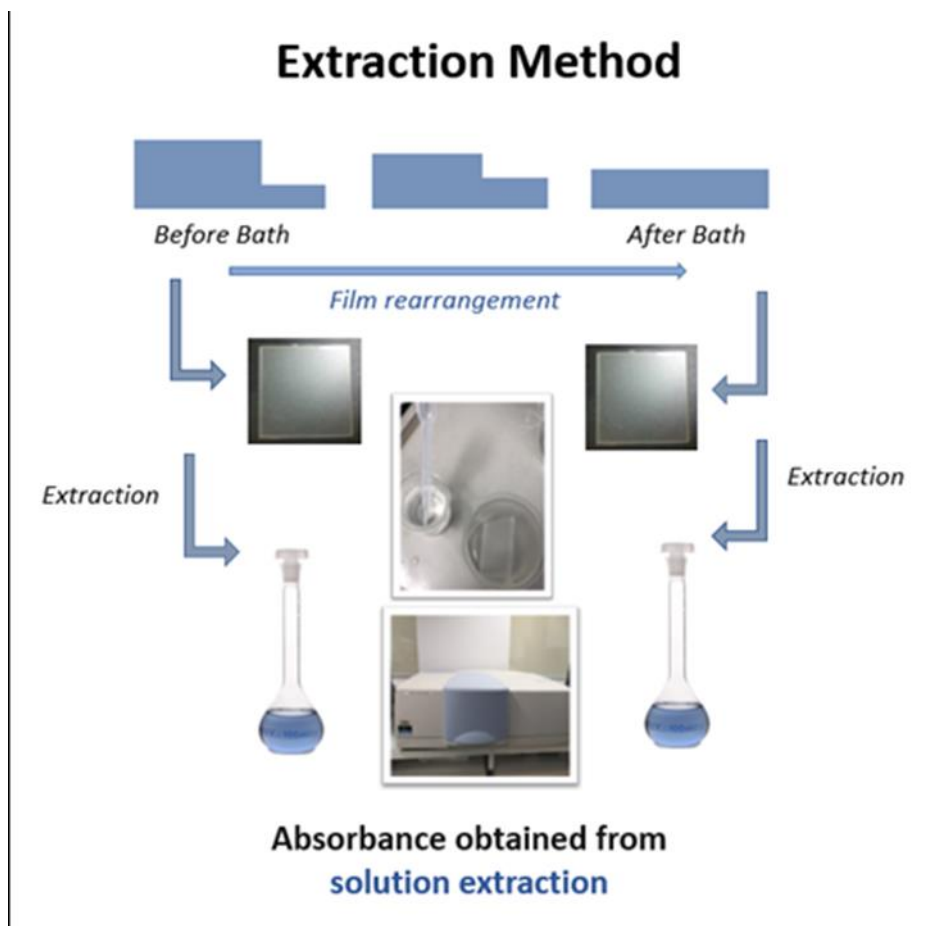 Extraction Method
Before Bath
After Bath
Film rearrangement
Extraction
Extraction
Absorbance obtained from
solution extraction